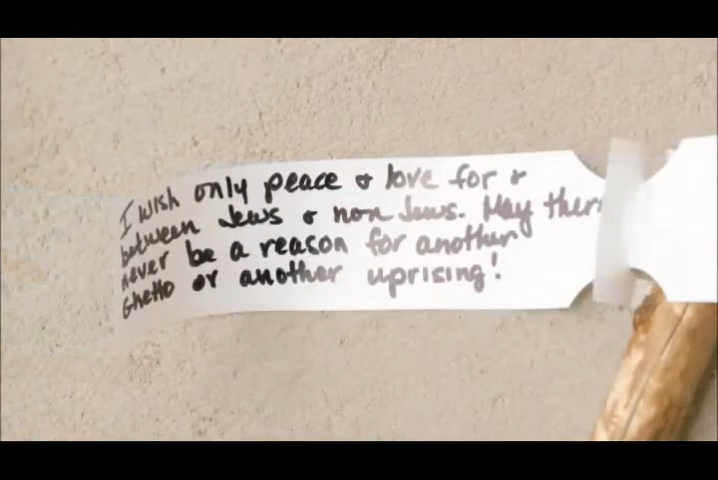 I wish only peace & love for &
between Jews & non Jews. May there
never be a reason for another
Ghetto or another uprising!